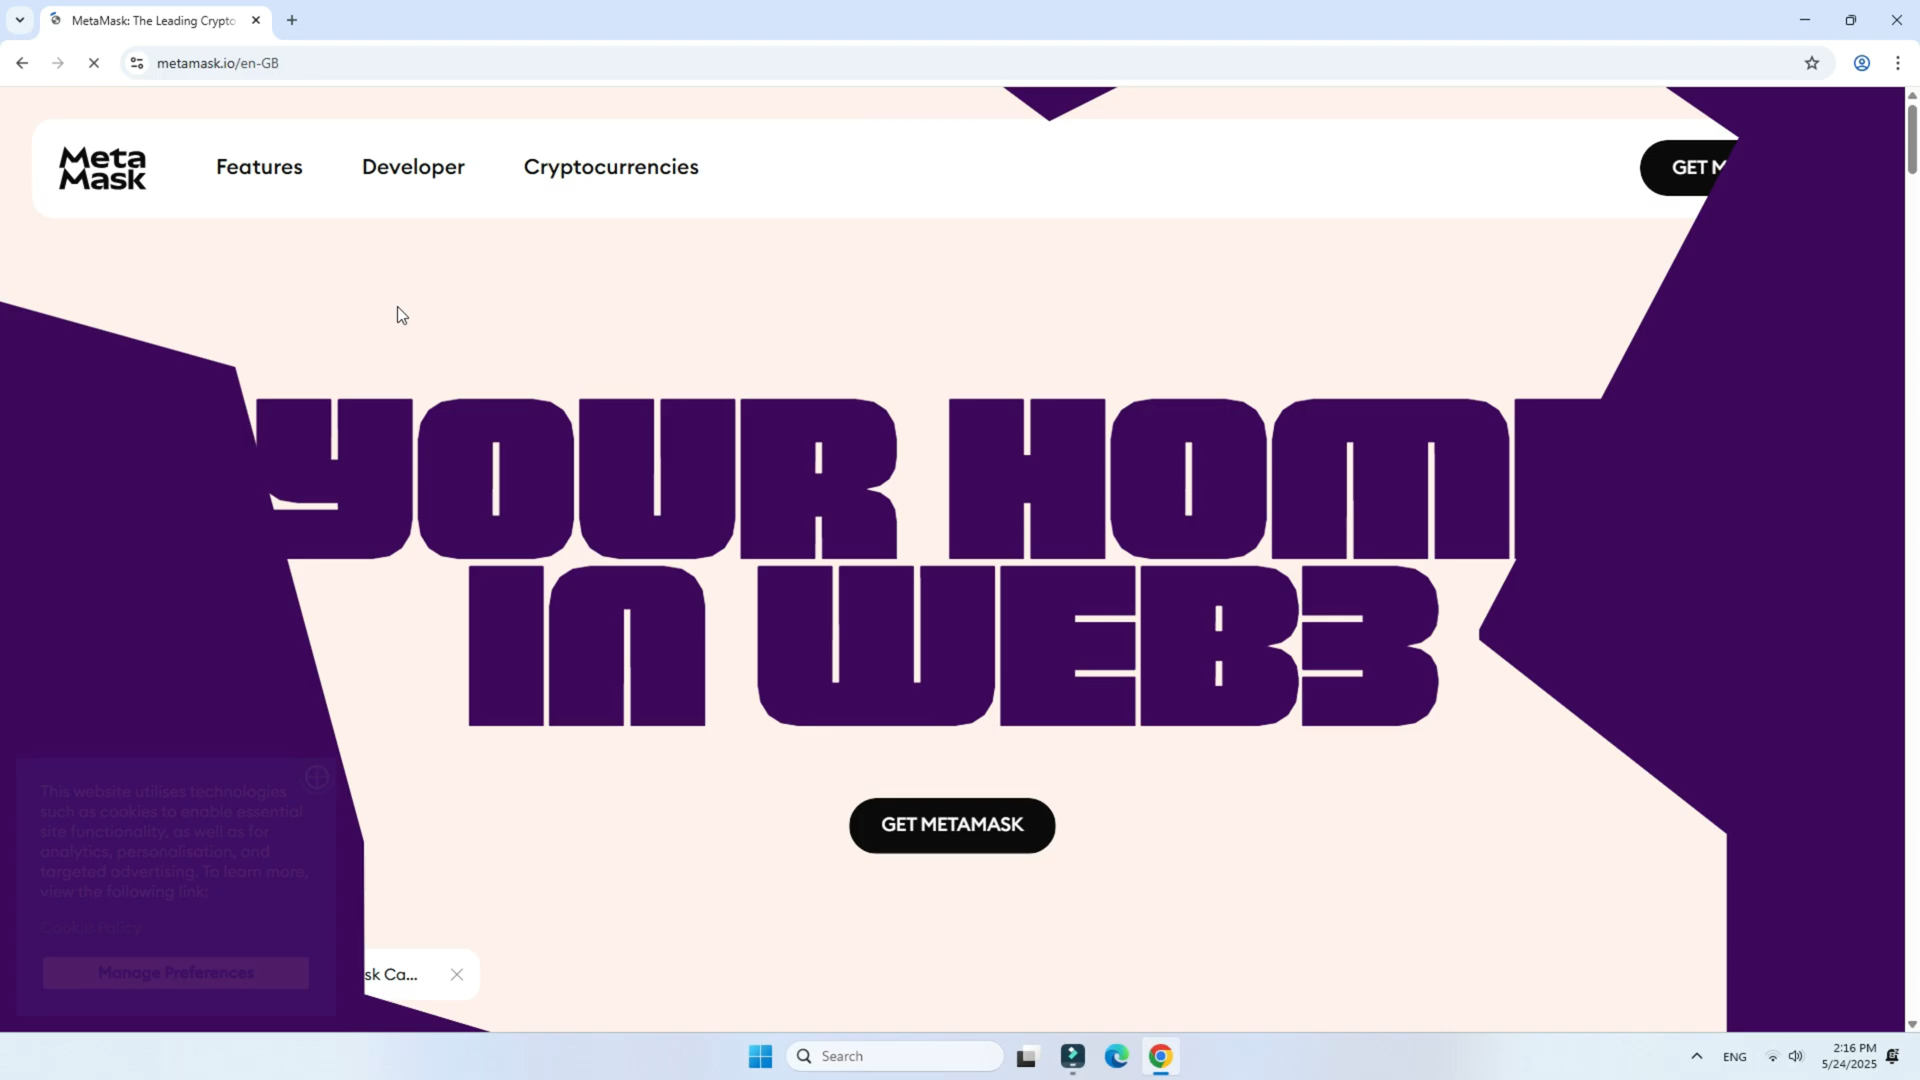 MetaMask: The Leading Crypto
metamask.io/en-GB
Meta
Mask
Features
Developer
Cryptocurrencies
GET M
YOUR HOM
IN WEB3
GET METAMASK
This website utilises technologies
such as cookies to enable essential
site functionality, as well as for
analytics, personalisation, and
targeted advertising. To learn more,
view the following link:
Cookie Policy
Manage Preferences
sk Ca...
Search
ENG
2:16 PM
5/24/2025